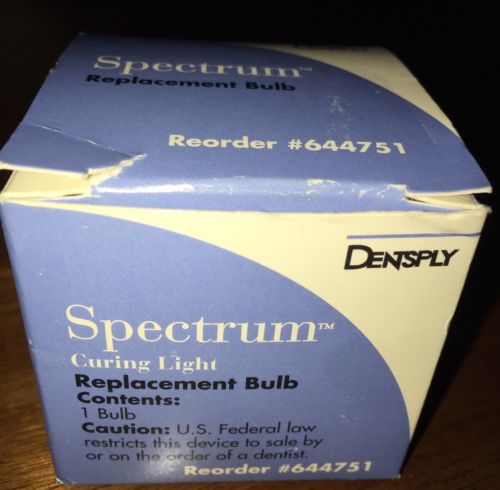 Spectrum™
Replacement Bulb
Reorder #644751
DENTSPLY
Spectrum™
Curing Light
Replacement Bulb
Contents:
1 Bulb
Caution: U.S. Federal law
restricts this device to sale by
or on the order of a dentist.
Reorder #644751